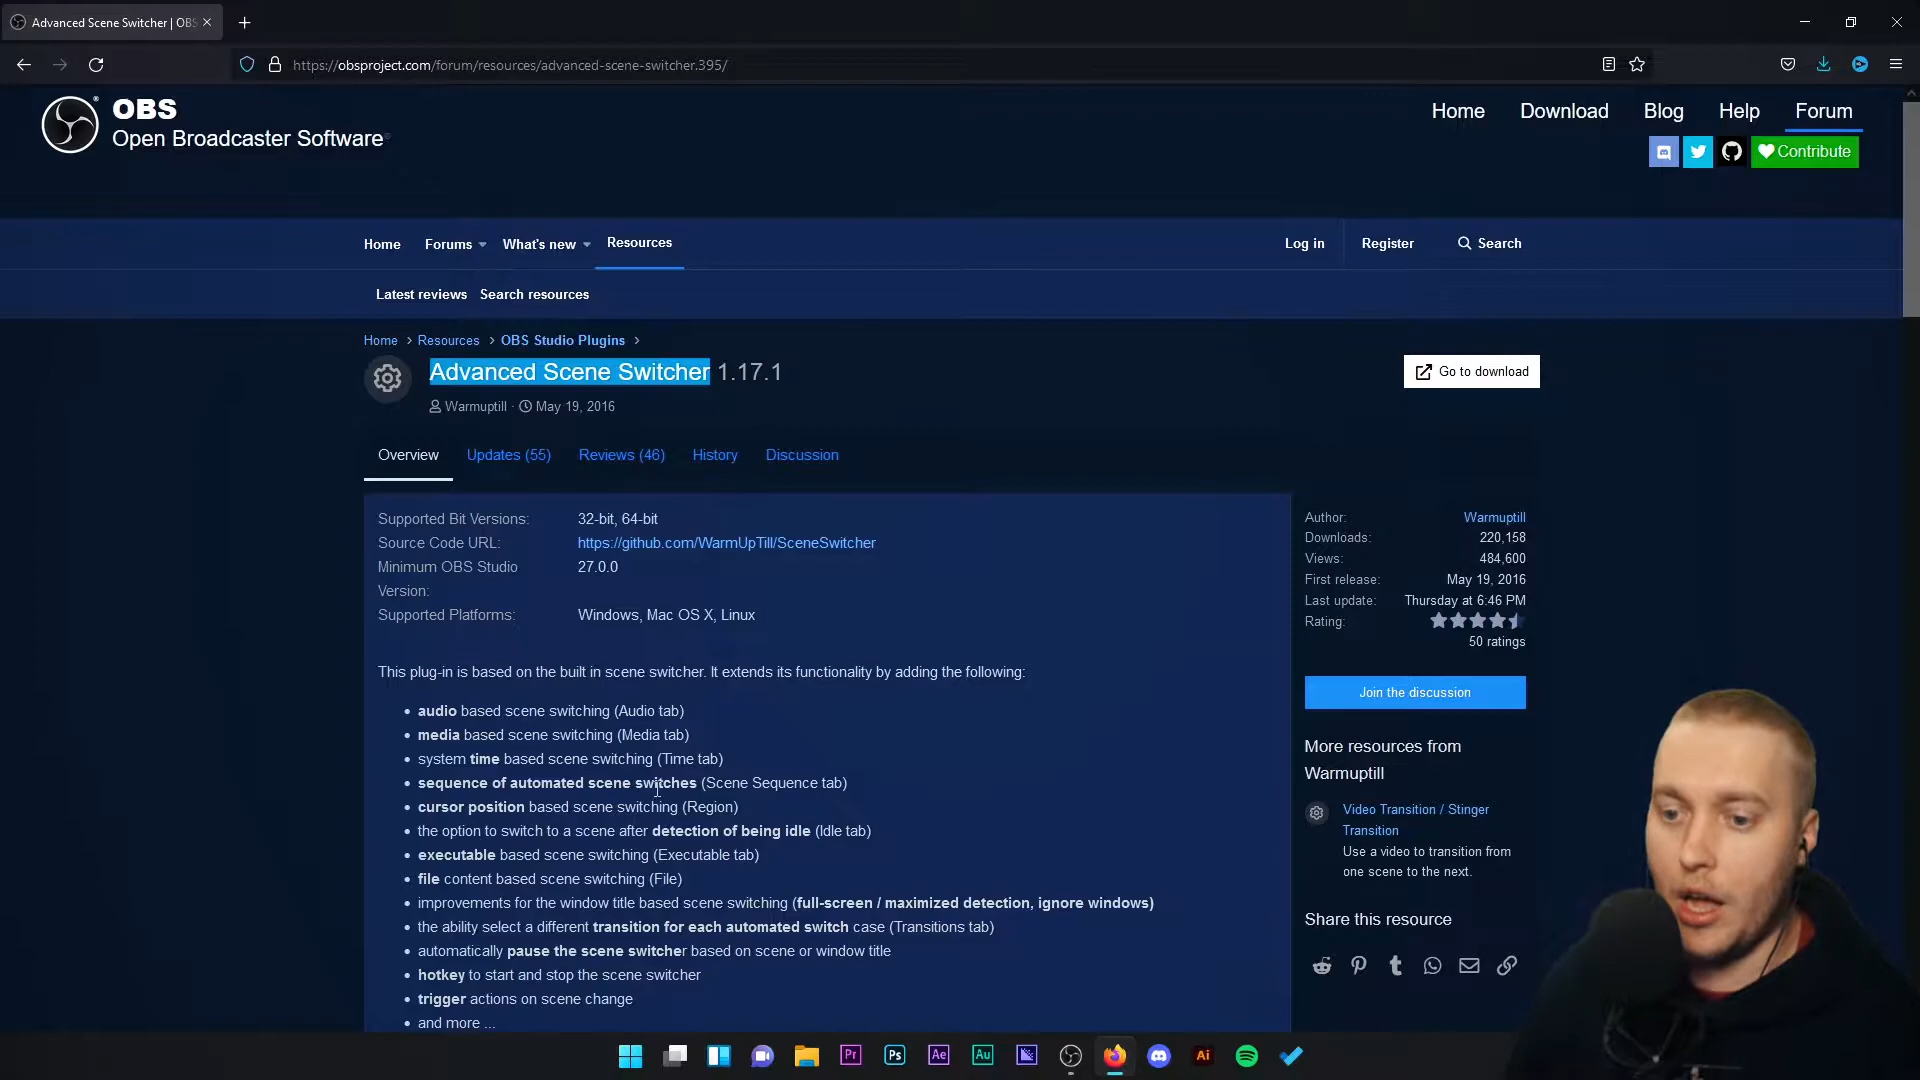 Advanced Scene Switcher | OBS
https://obsproject.com/forum/resources/advanced-scene-switcher.395/
OBS
Open Broadcaster Software
Home
Download
Blog
Help
Forum
Contribute
Home
Forums
What's new
Resources
Log in
Register
Search
Latest reviews
Search resources
Home
Resources
OBS Studio Plugins
Advanced Scene Switcher 1.17.1
Go to download
Warmuptill · May 19, 2016
Overview
Updates (55)
Reviews (46)
History
Discussion
Supported Bit Versions: 32-bit, 64-bit
Source Code URL: https://github.com/WarmUpTill/SceneSwitcher
Minimum OBS Studio 27.0.0
Version:
Supported Platforms: Windows, Mac OS X, Linux
This plug-in is based on the built in scene switcher. It extends its functionality by adding the following:
• audio based scene switching (Audio tab)
• media based scene switching (Media tab)
• system time based scene switching (Time tab)
• sequence of automated scene switches (Scene Sequence tab)
• cursor position based scene switching (Region)
• the option to switch to a scene after detection of being idle (Idle tab)
• executable based scene switching (Executable tab)
• file content based scene switching (File)
• improvements for the window title based scene switching (full-screen / maximized detection, ignore windows)
• the ability select a different transition for each automated switch case (Transitions tab)
• automatically pause the scene switcher based on scene or window title
• hotkey to start and stop the scene switcher
• trigger actions on scene change
• and more ...
Author: Warmuptill
Downloads: 220,158
Views: 484,600
First release: May 19, 2016
Last update: Thursday at 6:46 PM
Rating:
50 ratings
Join the discussion
More resources from
Warmuptill
Video Transition / Stinger
Transition
Use a video to transition from
one scene to the next.
Share this resource
Pr
Ps
Ae
Au
Ai